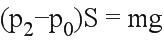 (p₂–p₀)S = mg